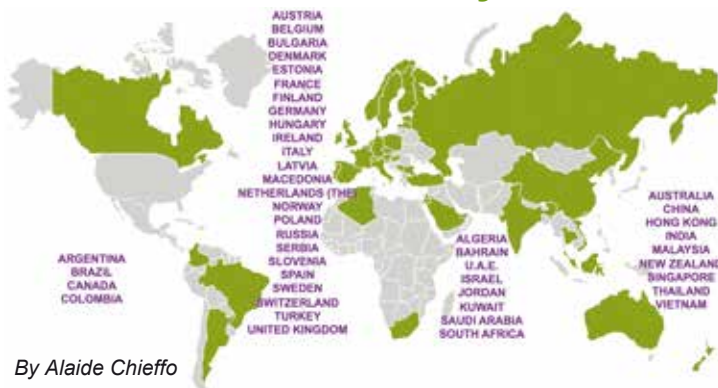 AUSTRIA
BELGIUM
BULGARIA
DENMARK
ESTONIA
FRANCE
FINLAND
GERMANY
HUNGARY
IRELAND
ITALY
LATVIA
MACEDONIA
NETHERLANDS (THE)
NORWAY
POLAND
RUSSIA
SERBIA
SLOVENIA
SPAIN
SWEDEN
SWITZERLAND
TURKEY
UNITED KINGDOM
ARGENTINA
BRAZIL
CANADA
COLOMBIA
ALGERIA
BAHRAIN
U.A.E.
ISRAEL
JORDAN
KUWAIT
SAUDI ARABIA
SOUTH AFRICA
AUSTRALIA
CHINA
HONG KONG
INDIA
MALAYSIA
NEW ZEALAND
SINGAPORE
THAILAND
VIETNAM
By Alaide Chieffo